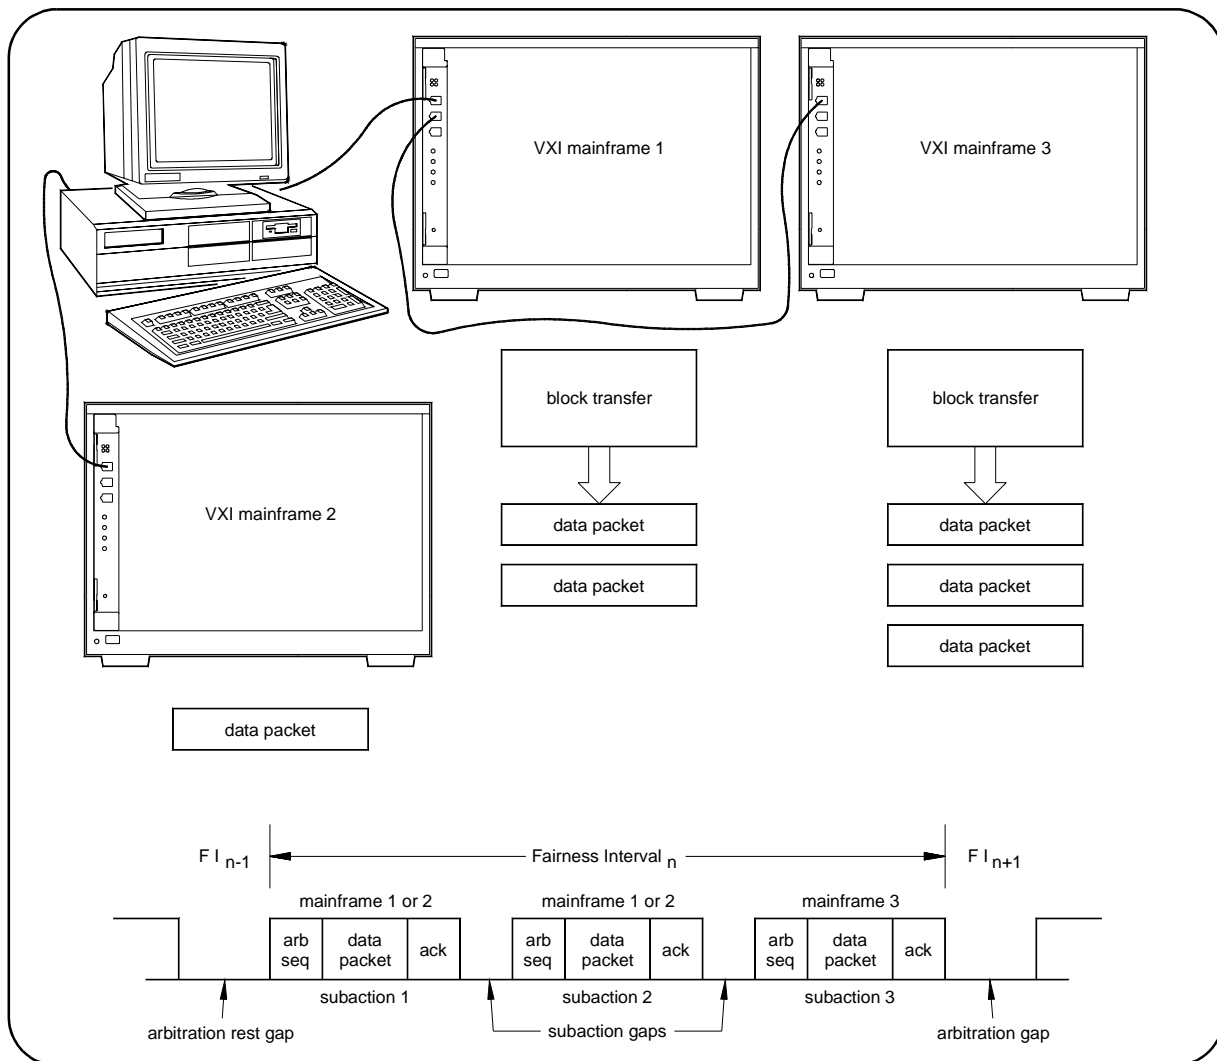 VXI mainframe 1
VXI mainframe 3
block transfer
block transfer
VXI mainframe 2
data packet
data packet
data packet
data packet
data packet
data packet
F I n-1
Fairness Interval n
F I n+1
mainframe 1 or 2
mainframe 1 or 2
mainframe 3
arb seq
data packet
ack
arb seq
data packet
ack
arb seq
data packet
ack
subaction 1
subaction 2
subaction 3
arbitration rest gap
subaction gaps
arbitration gap